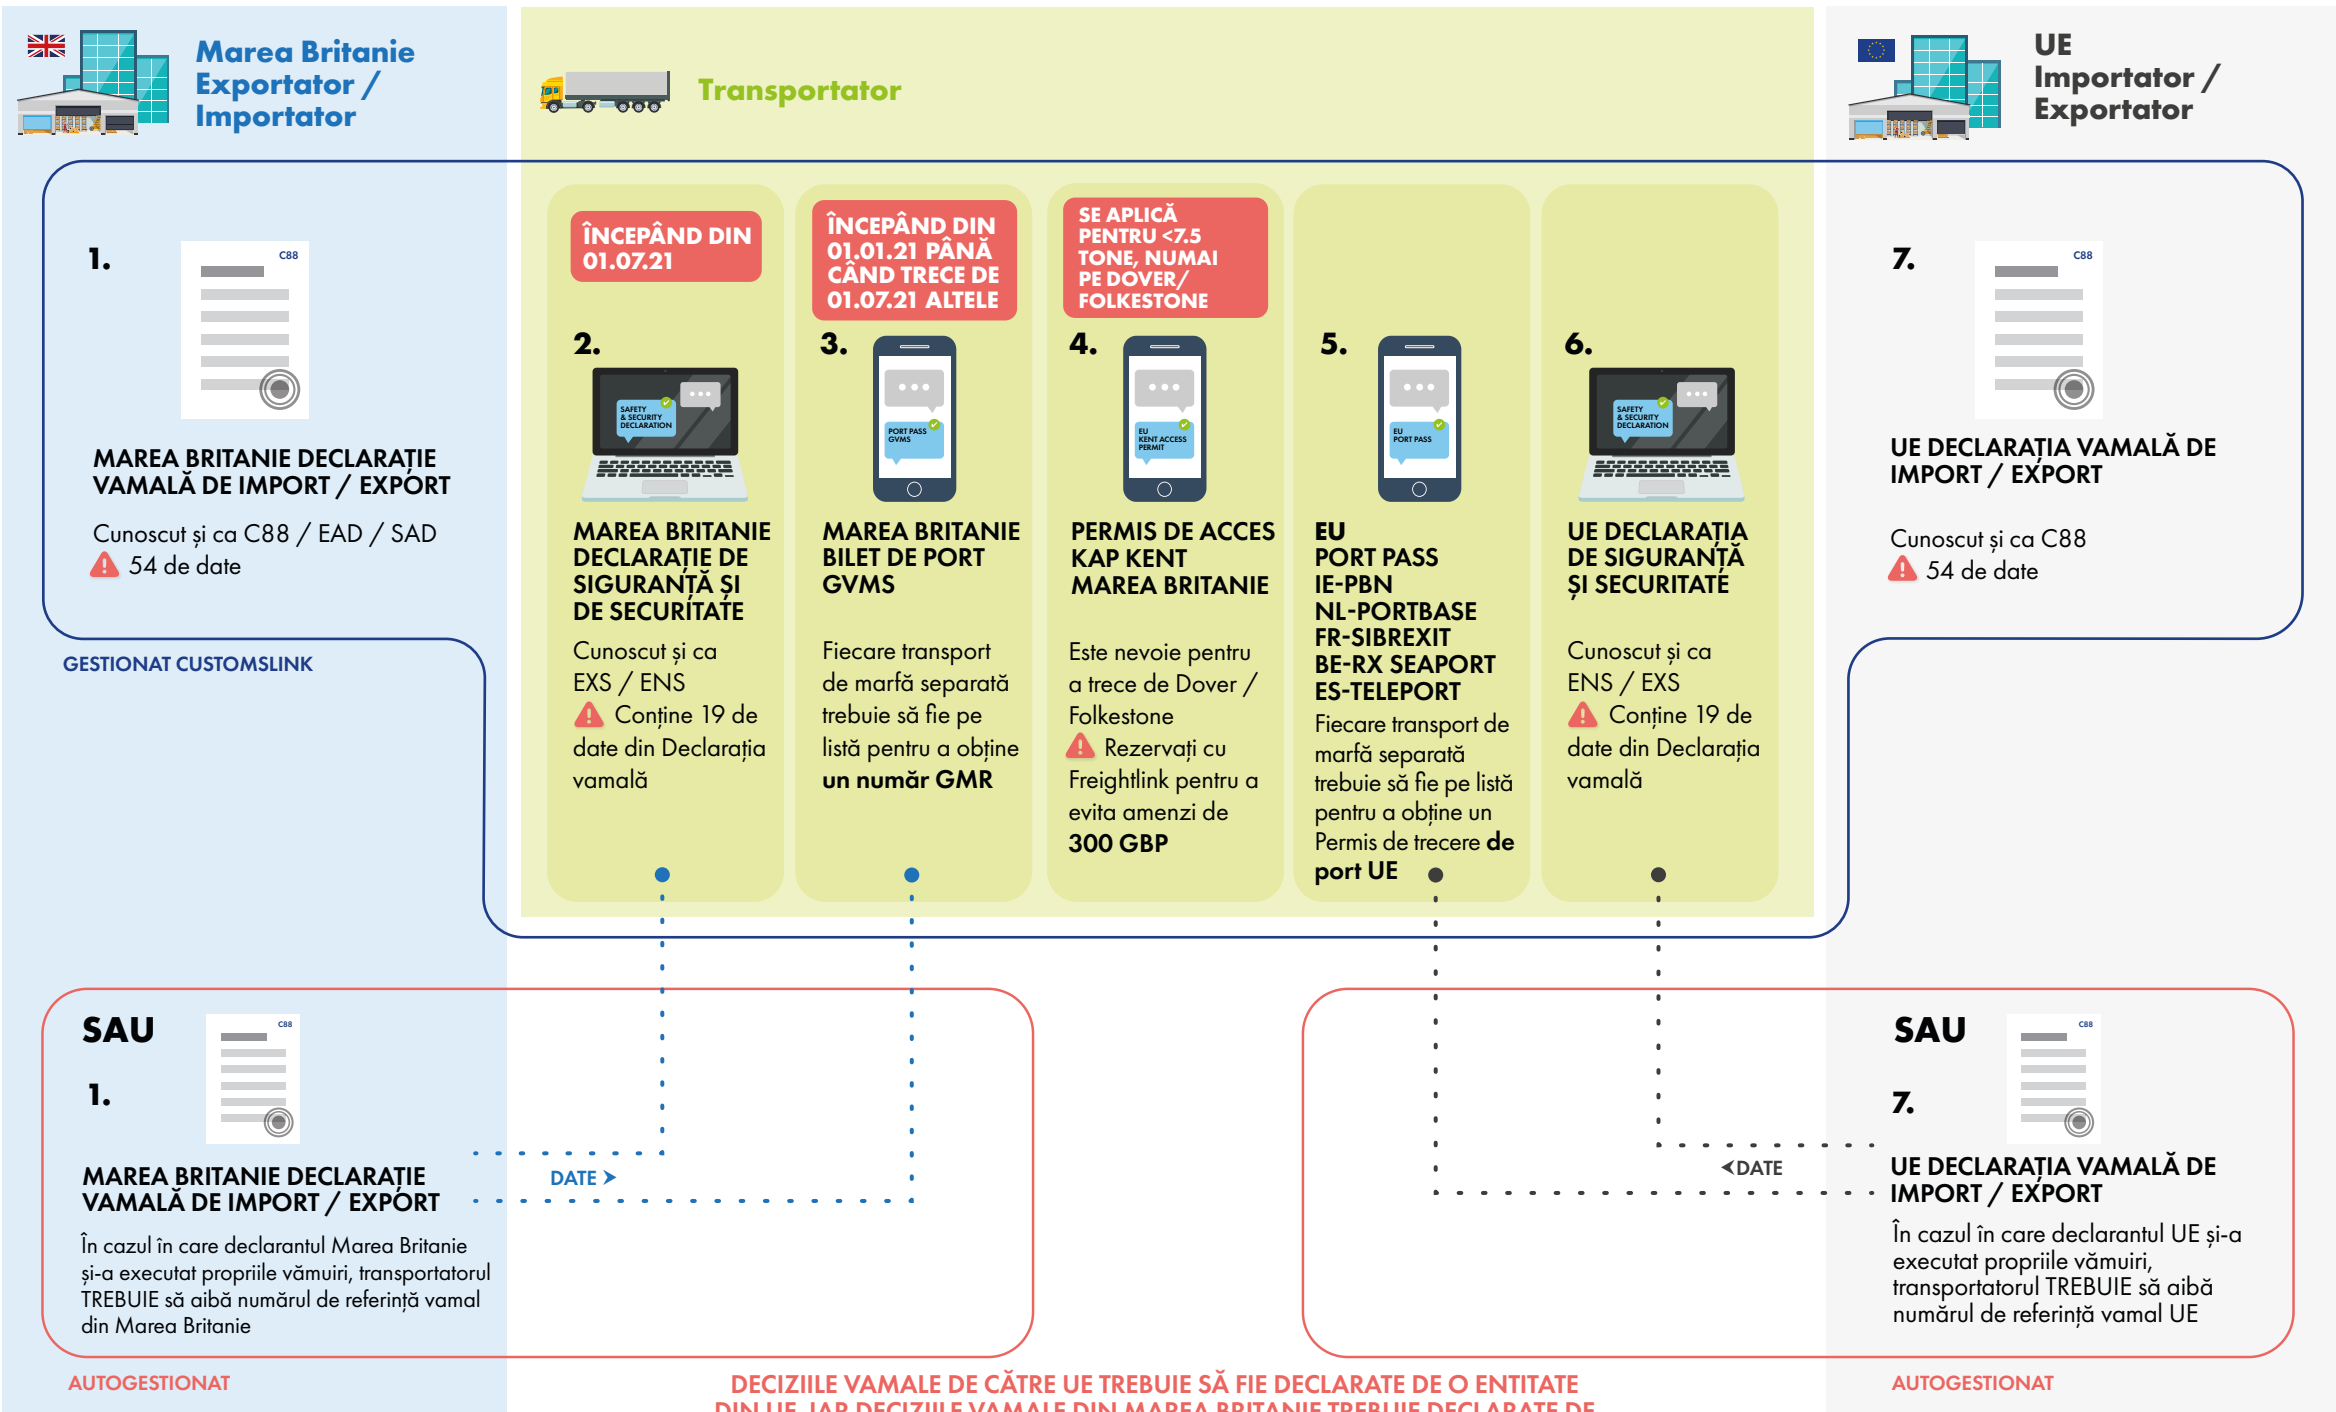 Marea Britanie
Exportator /
Importator
Transportator
UE
Importator /
Exportator
1.
C88
MAREA BRITANIE DECLARAȚIE
VAMALĂ DE IMPORT / EXPORT
Cunoscut și ca C88 / EAD / SAD
54 de date
GESTIONAT CUSTOMSLINK
ÎNCEPÂND DIN
01.07.21
2.
SAFETY
& SECURITY
DECLARATION
MAREA BRITANIE
DECLARAȚIE DE
SIGURANȚĂ ȘI
DE SECURITATE
Cunoscut și ca
EXS / ENS
Conține 19 de
date din Declarația
vamală
ÎNCEPÂND DIN
01.01.21 PÂNĂ
CÂND TRECE DE
01.07.21 ALTELE
3.
PORT PASS
GVMS
MAREA BRITANIE
BILET DE PORT
GVMS
Fiecare transport
de marfă separată
trebuie să fie pe
listă pentru a obține
un număr GMR
SE APLICĂ
PENTRU <7.5
TONE, NUMAI
PE DOVER/
FOLKESTONE
4.
EU
KENT ACCESS
PERMIT
PERMIS DE ACCES
KAP KENT
MAREA BRITANIE
Este nevoie pentru
a trece de Dover /
Folkestone
Rezervați cu
Freightlink pentru a
evita amenzi de
300 GBP
5.
EU
PORT PASS
EU
PORT PASS
IE-PBN
NL-PORTBASE
FR-SIBREXIT
BE-RX SEAPORT
ES-TELEPORT
Fiecare transport de
marfă separată
trebuie să fie pe listă
pentru a obține un
Permis de trecere de
port UE
6.
SAFETY
& SECURITY
DECLARATION
UE DECLARAȚIA
DE SIGURANȚĂ
ȘI SECURITATE
Cunoscut și ca
ENS / EXS
Conține 19 de
date din Declarația
vamală
7.
C88
UE DECLARAȚIA VAMALĂ DE
IMPORT / EXPORT
Cunoscut și ca C88
54 de date
SAU
C88
1.
MAREA BRITANIE DECLARAȚIE
VAMALĂ DE IMPORT / EXPORT
În cazul în care declarantul Marea Britanie
și-a executat propriile vămuiri, transportatorul
TREBUIE să aibă numărul de referință vamal
din Marea Britanie
AUTOGESTIONAT
DATE
DATE
SAU
C88
7.
UE DECLARAȚIA VAMALĂ DE
IMPORT / EXPORT
În cazul în care declarantul UE și-a
executat propriile vămuiri,
transportatorul TREBUIE să aibă
numărul de referință vamal UE
AUTOGESTIONAT
DECIZIILE VAMALE DE CĂTRE UE TREBUIE SĂ FIE DECLARATE DE O ENTITATE
DIN UE, IAR DECIZIILE VAMALE DIN MAREA BRITANIE TREBUIE DECLARATE DE